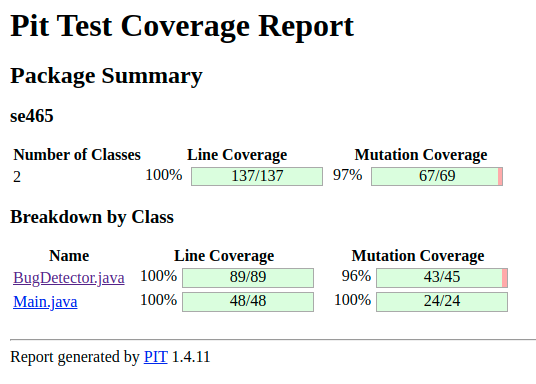 Pit Test Coverage Report
Package Summary
se465
Number of Classes Line Coverage Mutation Coverage
2 100% 137/137 97% 67/69
Breakdown by Class
Name Line Coverage Mutation Coverage
BugDetector.java 100% 89/89 96% 43/45
Main.java 100% 48/48 100% 24/24
Report generated by PIT 1.4.11